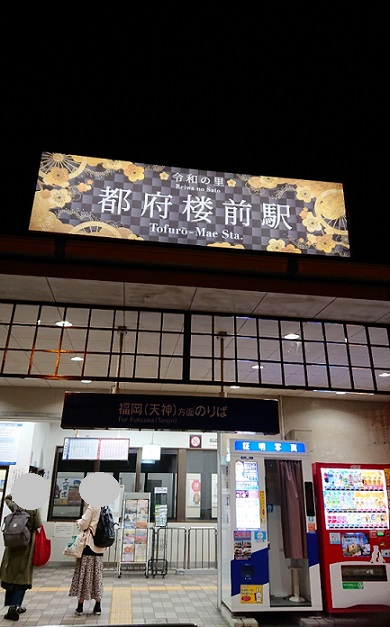 令和の里
Reiwa no Sato
都府楼前駅
Tofurō-Mae Sta.
福岡(天神)方面のりば
For Fukuoka (Tenjin)
証明写真